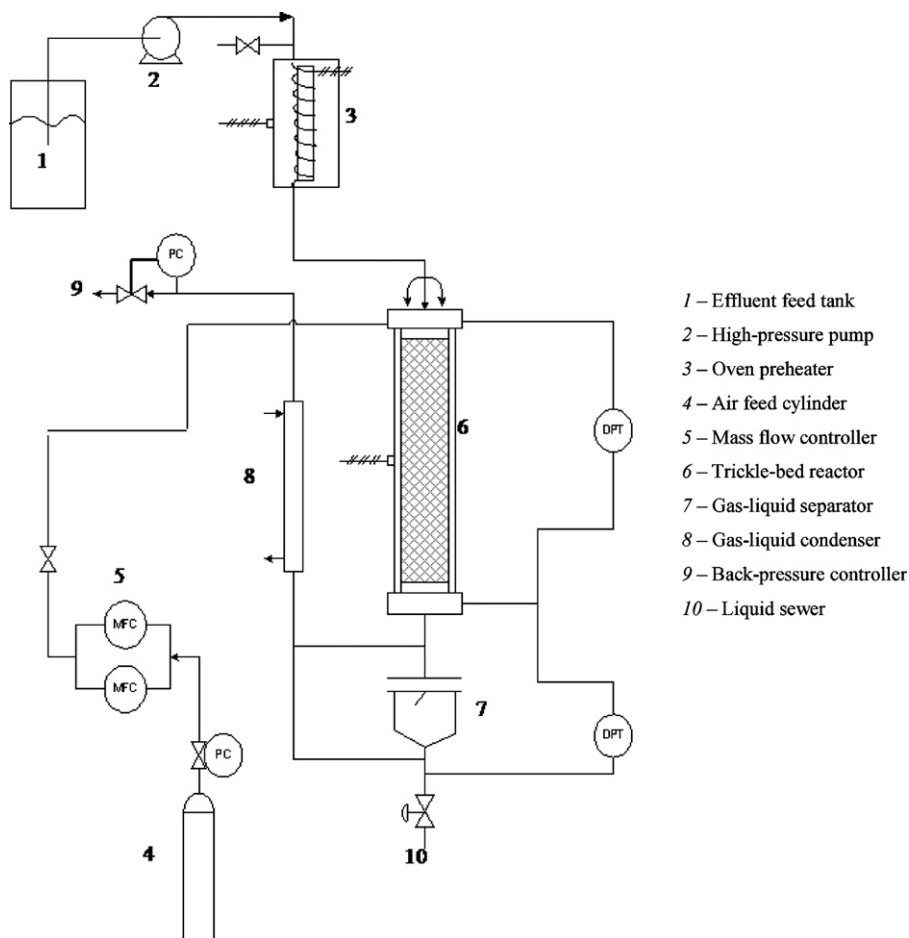 2
1
3
PC
9
6
DPT
8
5
MFC
MFC
7
PC
DPT
4
10
1 – Effluent feed tank
2 – High-pressure pump
3 – Oven preheater
4 – Air feed cylinder
5 – Mass flow controller
6 – Trickle-bed reactor
7 – Gas-liquid separator
8 – Gas-liquid condenser
9 – Back-pressure controller
10 – Liquid sewer